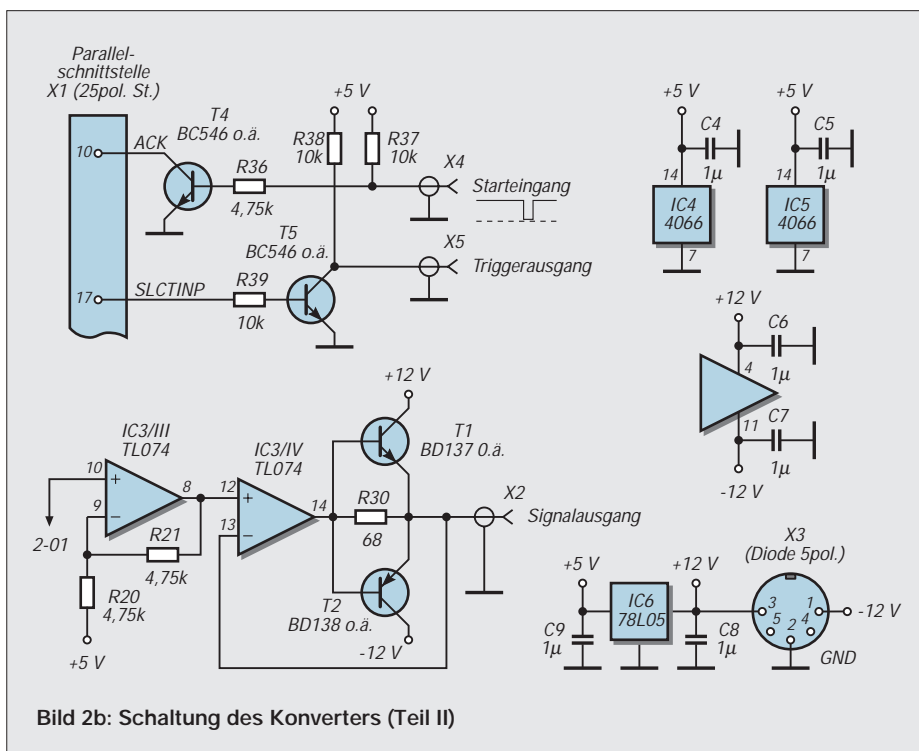 Parallel-
schnittstelle
X1 (25pol. St.)
10
ACK
T4
BC546 o.ä.
R36
4,75k
+5 V
R38
10k
R37
10k
X4
Starteingang
T5
BC546 o.ä.
X5
Triggerausgang
17
SLCTINP
R39
10k
+5 V
C4
1µ
14
IC4
4066
7
+5 V
C5
1µ
14
IC5
4066
7
+12 V
C6
1µ
4
11
C7
1µ
-12 V
IC3/III
TL074
10
+
9
–
8
2-01
R21
4,75k
R20
4,75k
+5 V
IC3/IV
TL074
12
+
13
–
14
+12 V
T1
BD137 O.ä.
R30
68
T2
BD138 o.ä.
-12 V
X2
Signalausgang
X3
(Diode 5pol.)
+5 V
+12 V
IC6
78L05
C9
1µ
C8
1µ
3
1
5
2
4
-12 V
GND
Bild 2b: Schaltung des Konverters (Teil II)